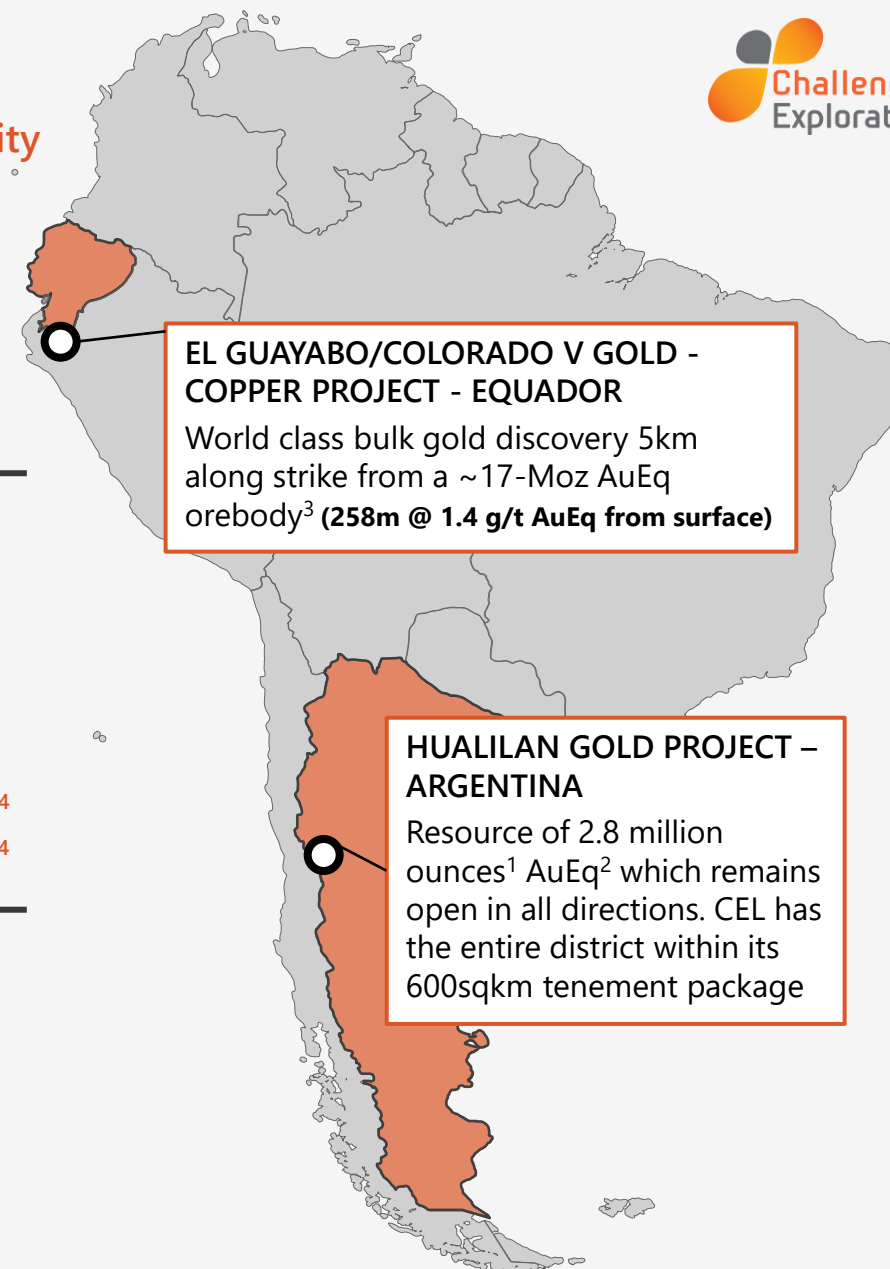 Challeng
Explorat
ity
EL GUAYABO/COLORADO V GOLD -
COPPER PROJECT - EQUADOR
World class bulk gold discovery 5km
along strike from a ~17-Moz AuEq
orebody³ (258m @ 1.4 g/t AuEq from surface)
HUALILAN GOLD PROJECT –
ARGENTINA
Resource of 2.8 million
ounces¹ AuEq² which remains
open in all directions. CEL has
the entire district within its
600sqkm tenement package
4
4